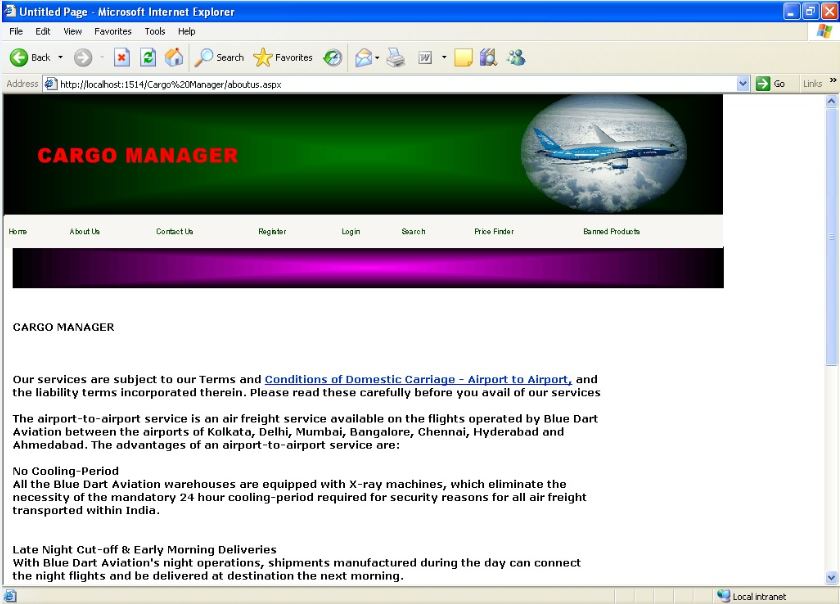 Untitled Page - Microsoft Internet Explorer
File Edit View Favorites Tools Help
Back Search Favorites
Address http://localhost:1514/Cargo%20Manager/aboutus.aspx Go Links »
CARGO MANAGER
Home About Us Contact Us Register Login Search Price Finder Banned Products
CARGO MANAGER
Our services are subject to our Terms and Conditions of Domestic Carriage - Airport to Airport, and
the liability terms incorporated therein. Please read these carefully before you avail of our services
The airport-to-airport service is an air freight service available on the flights operated by Blue Dart
Aviation between the airports of Kolkata, Delhi, Mumbai, Bangalore, Chennai, Hyderabad and
Ahmedabad. The advantages of an airport-to-airport service are:
No Cooling-Period
All the Blue Dart Aviation warehouses are equipped with X-ray machines, which eliminate the
necessity of the mandatory 24 hour cooling-period required for security reasons for all air freight
transported within India.
Late Night Cut-off & Early Morning Deliveries
With Blue Dart Aviation's night operations, shipments manufactured during the day can connect
the night flights and be delivered at destination the next morning.
Local intranet